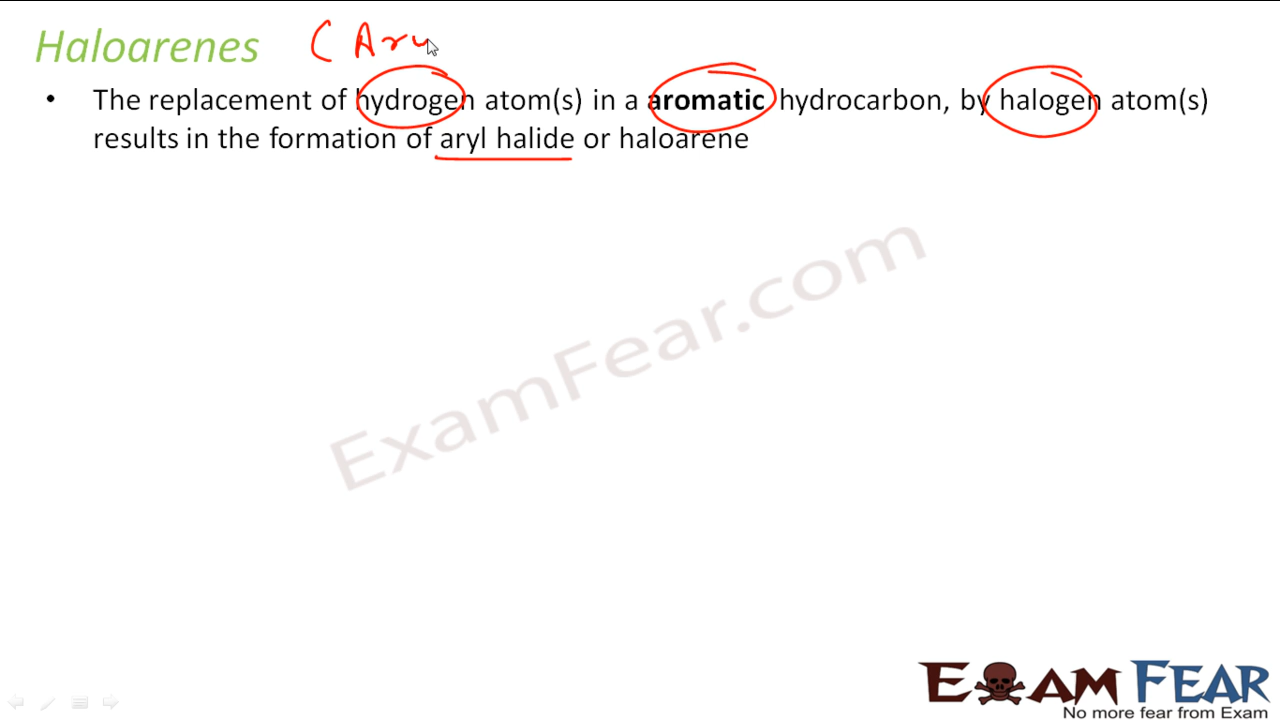 Haloarenes ( Ary
• The replacement of hydrogen atom(s) in a aromatic hydrocarbon, by halogen atom(s)
results in the formation of aryl halide or haloarene
ExamFear.com
EXAM FEAR
No more fear from Exam